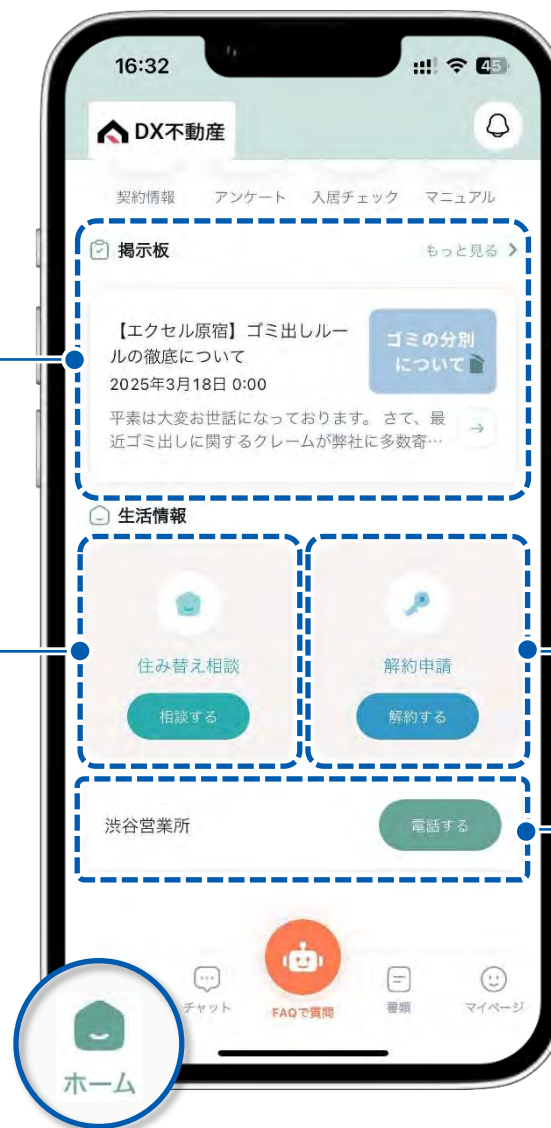 16:32
45
DX不動産
契約情報 アンケート 入居チェック マニュアル
掲示板
もっと見る
【エクセル原宿】ゴミ出しルー
ルの徹底について
2025年3月18日 0:00
ゴミの分別
について
平素は大変お世話になっております。 さて、最
近ゴミ出しに関するクレームが弊社に多数寄…
生活情報
住み替え相談
相談する
解約申請
解約する
渋谷営業所
電話する
ホーム
チャット
FAQで質問
書類
マイページ